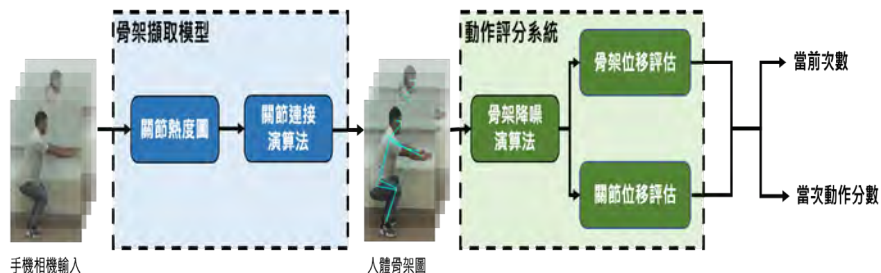 骨架擷取模型
動作評分系統
關節熱度圖
關節連接
演算法
骨架降噪
演算法
骨架位移評估
關節位移評估
當前次數
當次動作分數
手機相機輸入
人體骨架圖